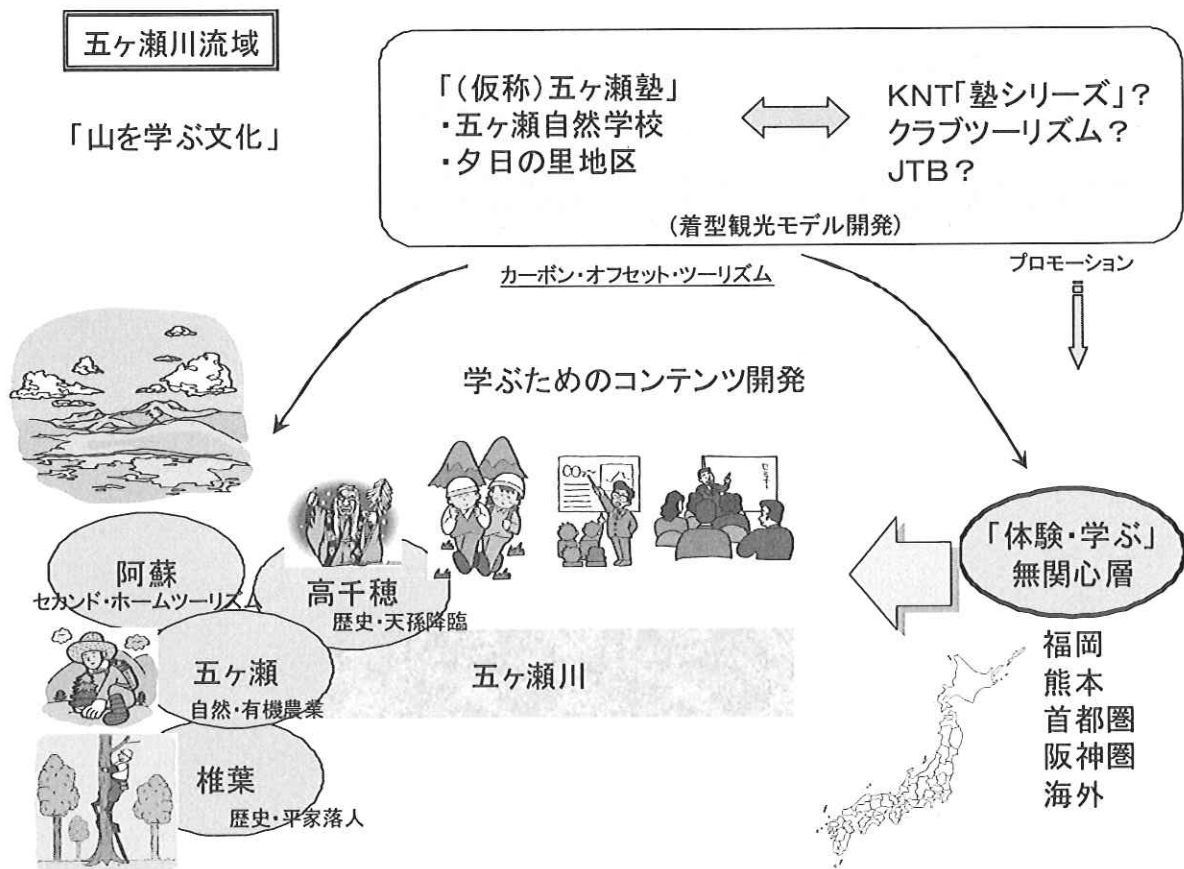 五ヶ瀬川流域
「山を学ぶ文化」
「(仮称)五ヶ瀬塾」
・五ヶ瀬自然学校
・夕日の里地区
KNT「塾シリーズ」?
クラブツーリズム?
JTB?
(着型観光モデル開発)
カーボン・オフセット・ツーリズム
プロモーション
学ぶためのコンテンツ開発
CO₂〜
阿蘇
セカンド・ホームツーリズム
高千穂
歴史・天孫降臨
五ヶ瀬
自然・有機農業
五ヶ瀬川
椎葉
歴史・平家落人
「体験・学ぶ」
無関心層
福岡
熊本
首都圏
阪神圏
海外